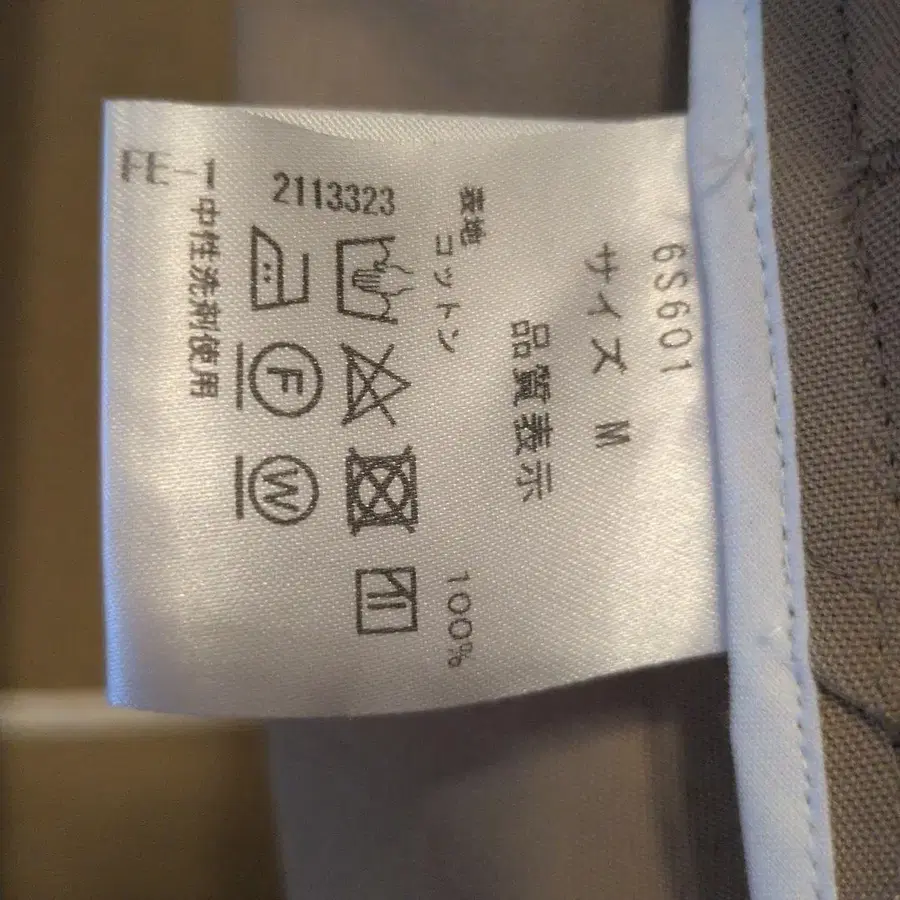 6S601
サイズ M
品質表示
表地
コットン 100%
2113323
F
W
中性洗剤使用
FE-1